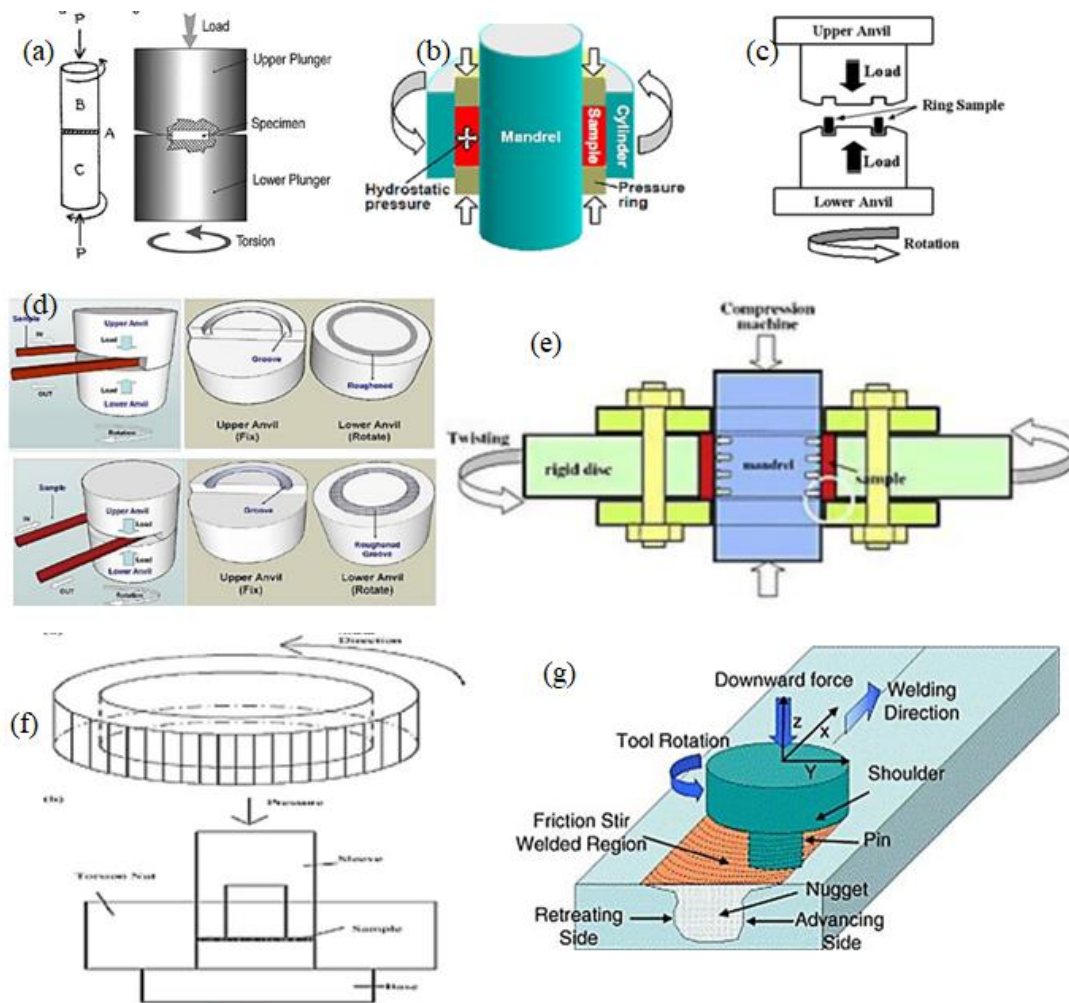 (a)
P
B
A
C
P
Load
Upper Plunger
Specimen
Lower Plunger
Torsion
(b)
Mandrel
Sample
Cylinder
Hydrostatic
pressure
Pressure
ring
(c)
Upper Anvil
Load
Ring Sample
Load
Lower Anvil
Rotation
(d)
Sample
IN
Upper Anvil
Load
OUT
Load
Lower Anvil
Rotation
Groove
Roughened
Upper Anvil
(Fix)
Lower Anvil
(Rotate)
Sample
IN
Upper Anvil
Load
Load
Lower Anvil
OUT
Rotation
Groove
Roughened
Groove
Upper Anvil
(Fix)
Lower Anvil
(Rotate)
Compression
machine
(e)
Twisting
rigid disc
mandrel
sample
Direction
(f)
(b)
Pressure
Sleeve
Torsion Nut
Sample
Base
(g)
Downward force
Welding
Direction
z
x
Y
Tool Rotation
Shoulder
Friction Stir
Welded Region
Pin
Nugget
Retreating
Side
Advancing
Side